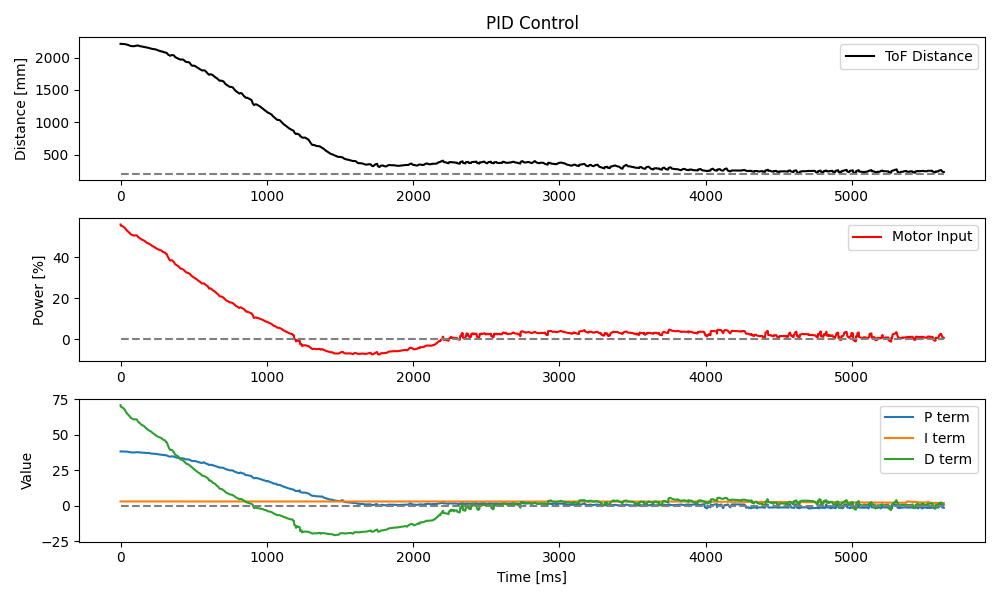 PID Control
Distance [mm]
2000
1500
1000
500
ToF Distance
0 1000 2000 3000 4000 5000
Power [%]
40
20
0
Motor Input
0 1000 2000 3000 4000 5000
Value
75
50
25
0
−25
P term
I term
D term
0 1000 2000 3000 4000 5000
Time [ms]